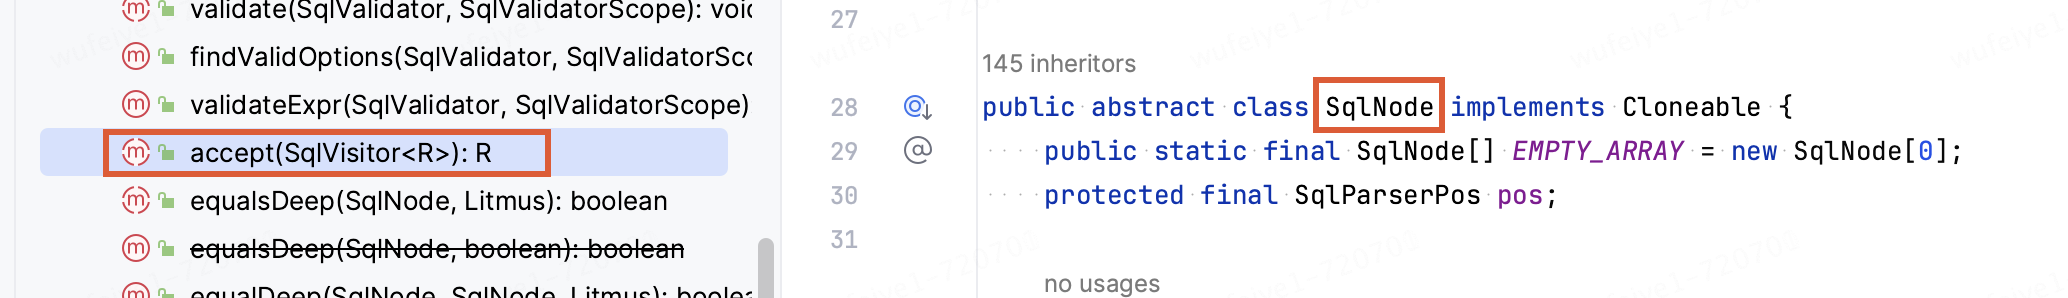 validate(SqlValidator, SqlValidatorScope): void
findValidOptions(SqlValidator, SqlValidatorSco
validateExpr(SqlValidator, SqlValidatorScope)
accept(SqlVisitor<R>): R
equalsDeep(SqlNode, Litmus): boolean
equalsDeep(SqlNode, boolean): boolean
equalDeep(SqlNode, SqlNode, Litmus): boolea
27
145 inheritors
28 public abstract class SqlNode implements Cloneable {
29 public static final SqlNode[] EMPTY_ARRAY = new SqlNode[0];
30 protected final SqlParserPos pos;
31
no usages